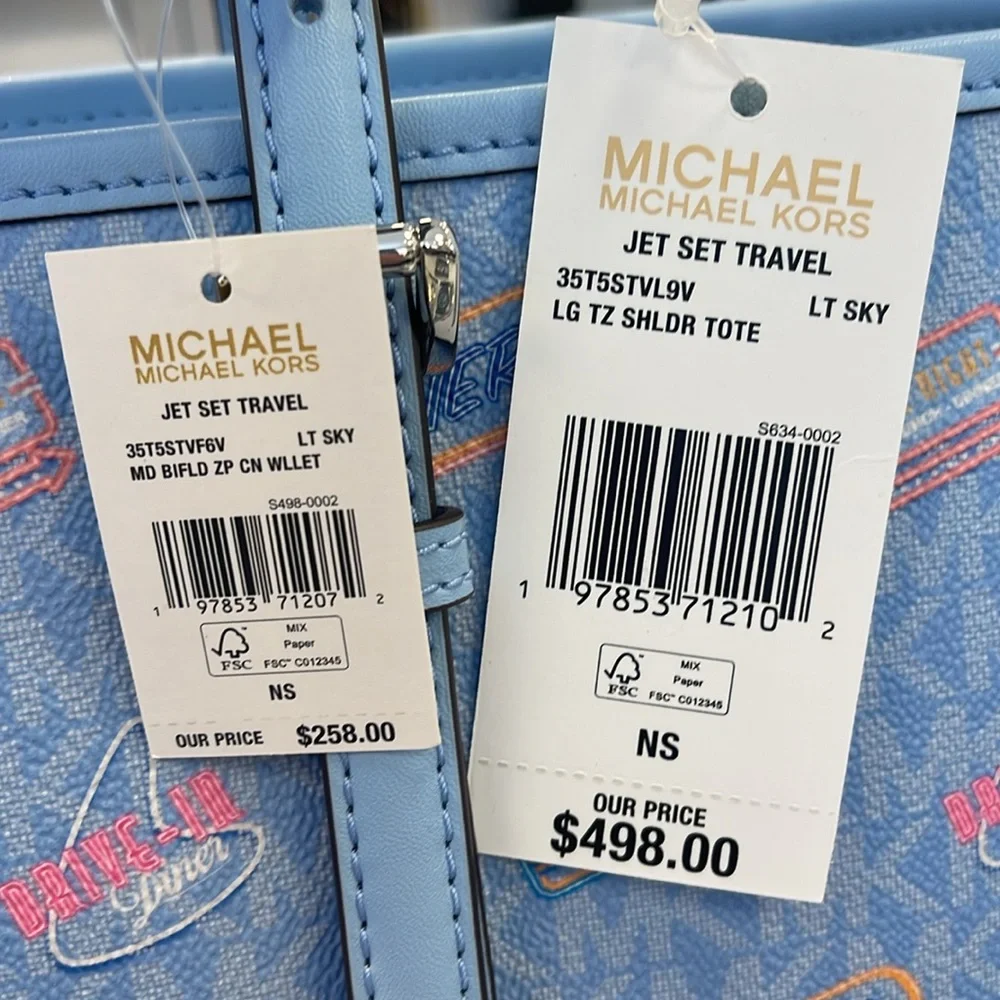 MICHAEL
MICHAEL KORS
JET SET TRAVEL
35T5STVF6V LT SKY
MD BIFLD ZP CN WLLET
S498-0002
1 97853 71207 2
FSC
MIX
Paper
FSC™ C012345
NS
OUR PRICE $258.00
MICHAEL
MICHAEL KORS
JET SET TRAVEL
35T5STVL9V LT SKY
LG TZ SHLDR TOTE
S634-0002
1 97853 71210 2
FSC
MIX
Paper
FSC™ C012345
NS
OUR PRICE
$498.00
DRIVE-IN
Diner